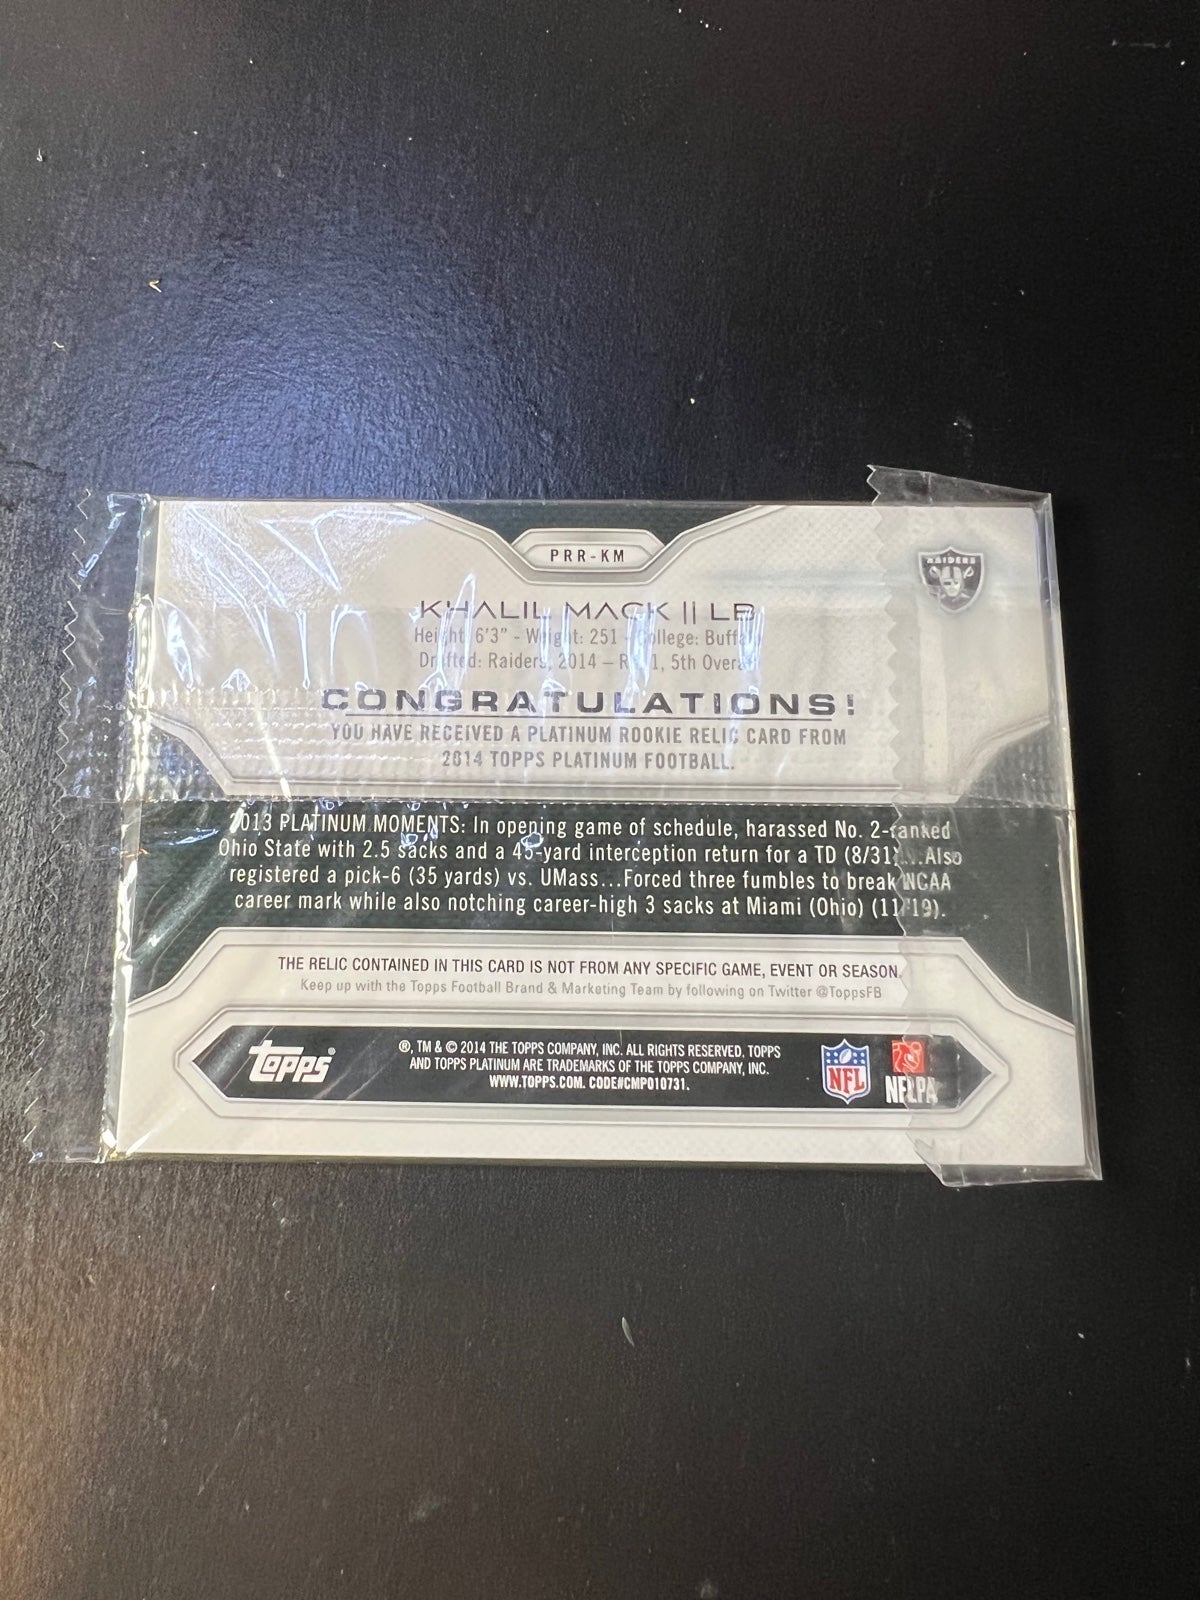 PRR-KM
RAIDERS
KHALIL MACK || LB
Height: 6'3" - Weight: 251 - College: Buffalo
Drafted: Raiders, 2014 – Rd. 1, 5th Overall
CONGRATULATIONS!
YOU HAVE RECEIVED A PLATINUM ROOKIE RELIC CARD FROM
2014 TOPPS PLATINUM FOOTBALL.
2013 PLATINUM MOMENTS: In opening game of schedule, harassed No. 2-ranked
Ohio State with 2.5 sacks and a 45-yard interception return for a TD (8/31)...Also
registered a pick-6 (35 yards) vs. UMass...Forced three fumbles to break NCAA
career mark while also notching career-high 3 sacks at Miami (Ohio) (11/19).
THE RELIC CONTAINED IN THIS CARD IS NOT FROM ANY SPECIFIC GAME, EVENT OR SEASON.
Keep up with the Topps Football Brand & Marketing Team by following on Twitter @ToppsFB
topps®
®, TM & © 2014 THE TOPPS COMPANY, INC. ALL RIGHTS RESERVED, TOPPS
AND TOPPS PLATINUM ARE TRADEMARKS OF THE TOPPS COMPANY, INC.
WWW.TOPPS.COM. CODE#CMP010731.
NFL
NFLPA